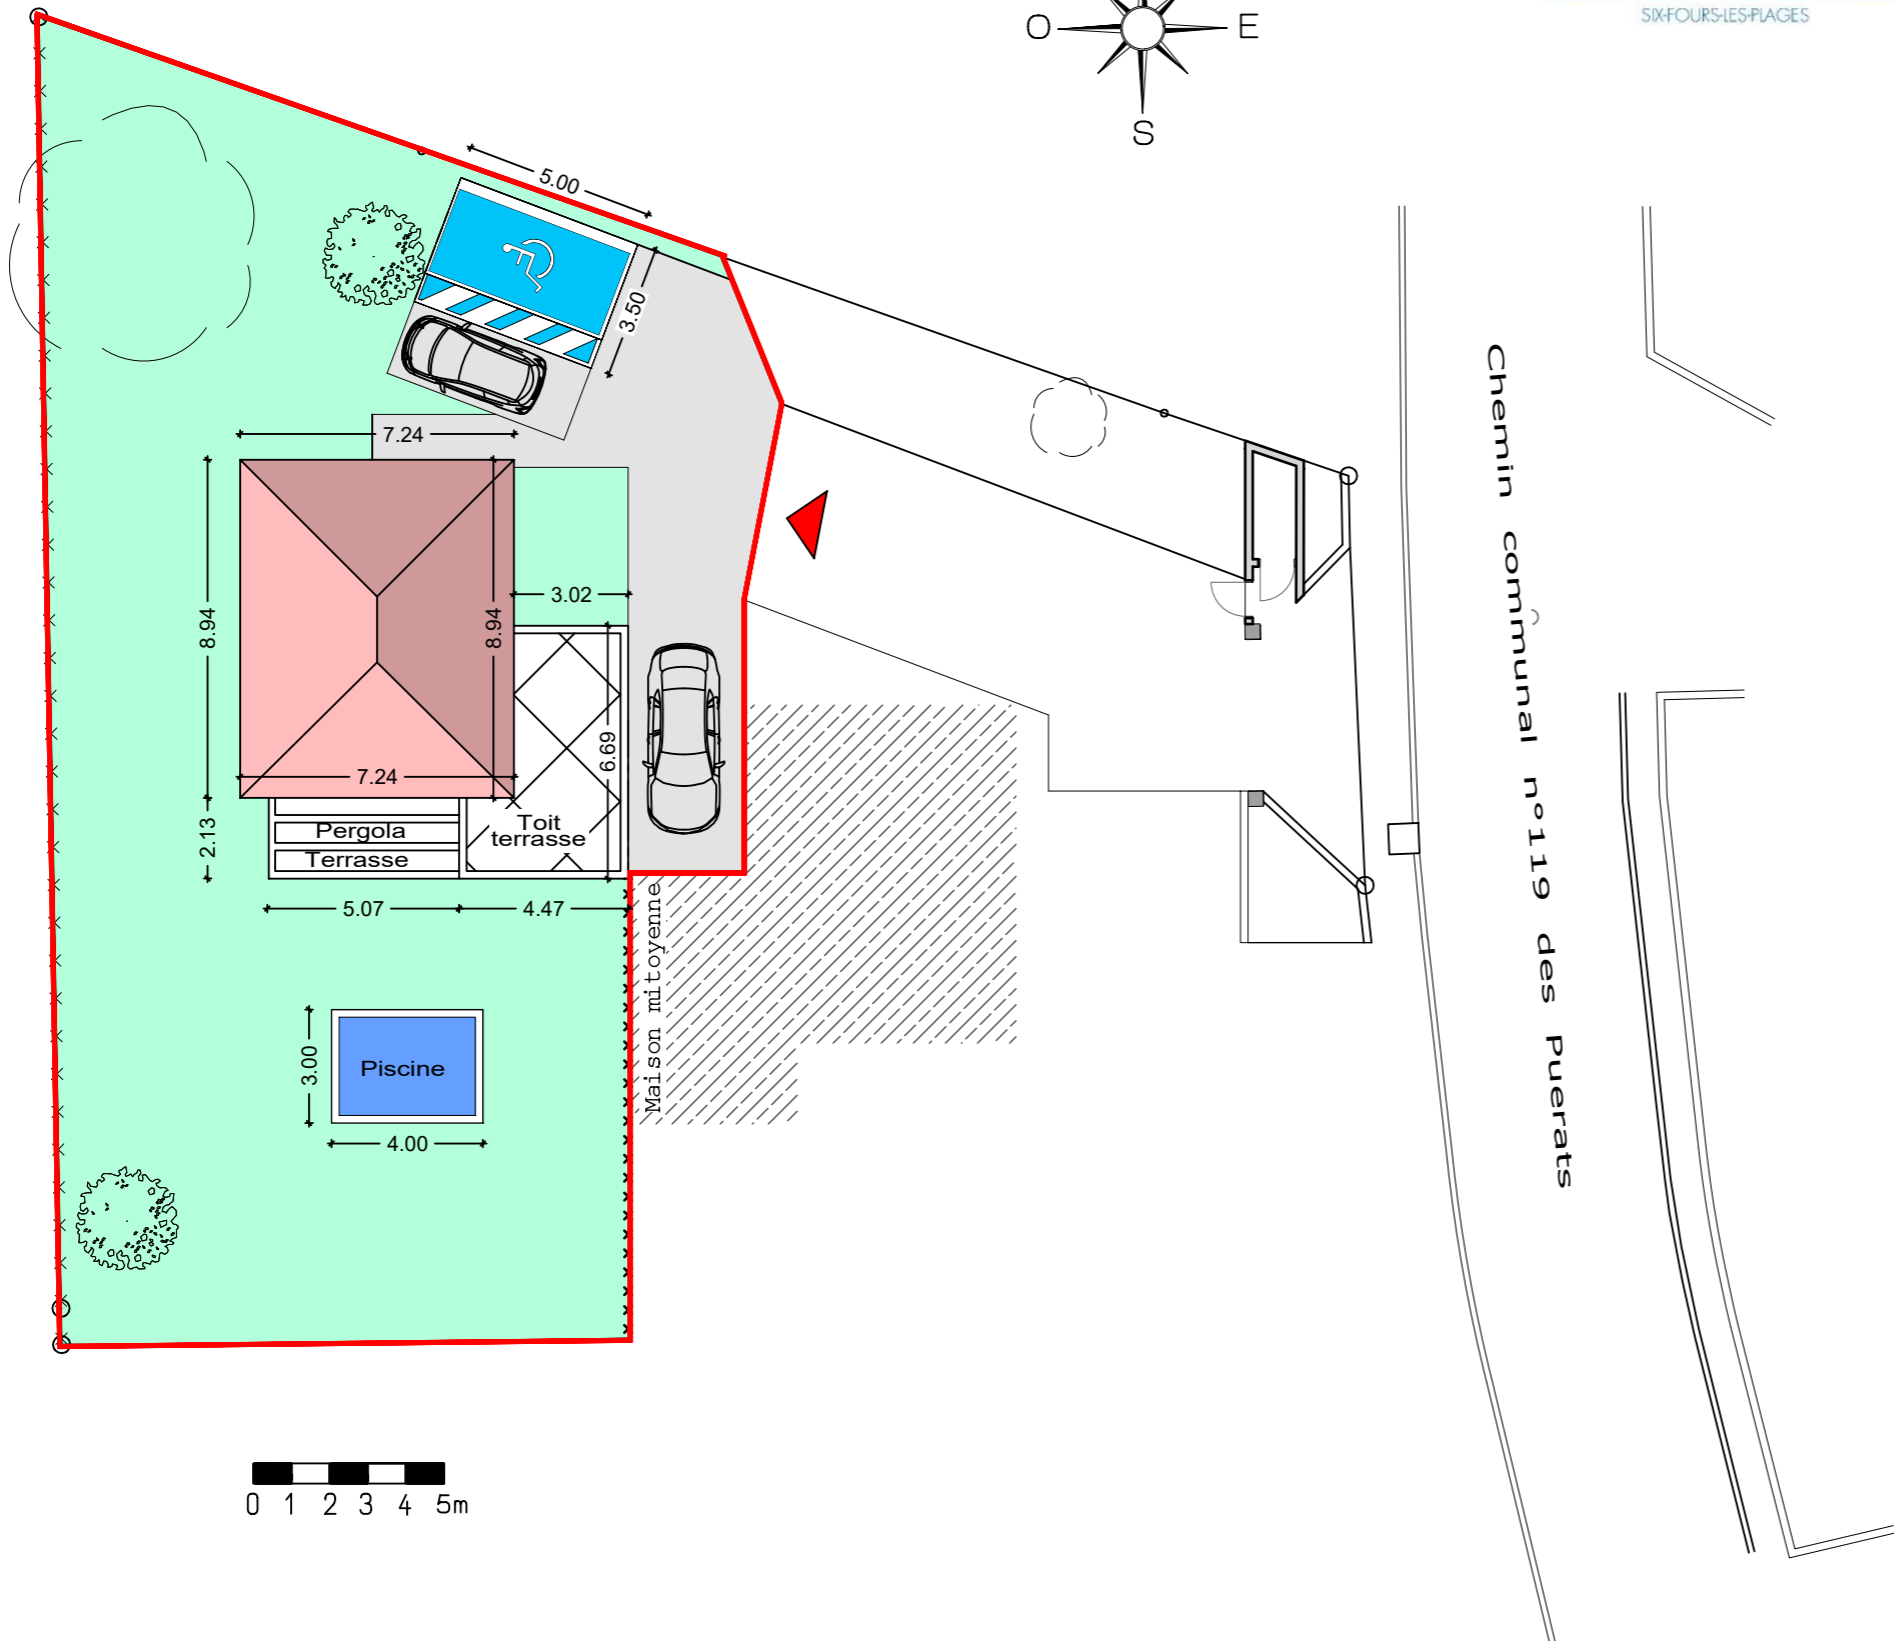 SIX-FOURS-LES-PLAGES
O
E
S
5.00
3.50
7.24
8.94
8.94
3.02
6.69
7.24
2.13
Pergola
Terrasse
Toit
terrasse
5.07
4.47
Maison mitoyenne
3.00
Piscine
4.00
Chemin communal n°119 des Puerats
0 1 2 3 4 5m